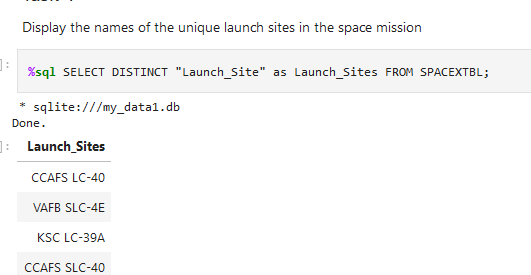 Display the names of the unique launch sites in the space mission
]: %sql SELECT DISTINCT "Launch_Site" as Launch_Sites FROM SPACEXTBL;
* sqlite:///my_data1.db
Done.
]: Launch_Sites
CCAFS LC-40
VAFB SLC-4E
KSC LC-39A
CCAFS SLC-40